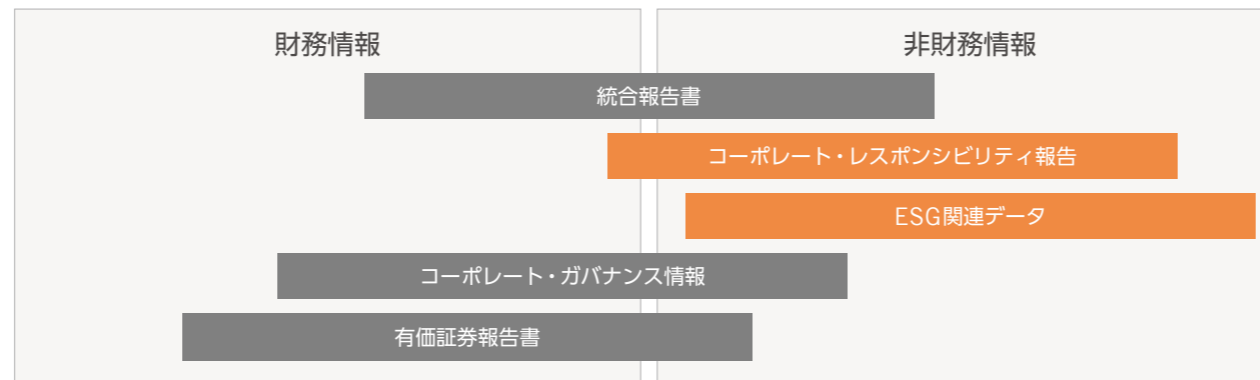 財務情報
非財務情報
統合報告書
コーポレート・レスポンシビリティ報告
ESG関連データ
コーポレート・ガバナンス情報
有価証券報告書